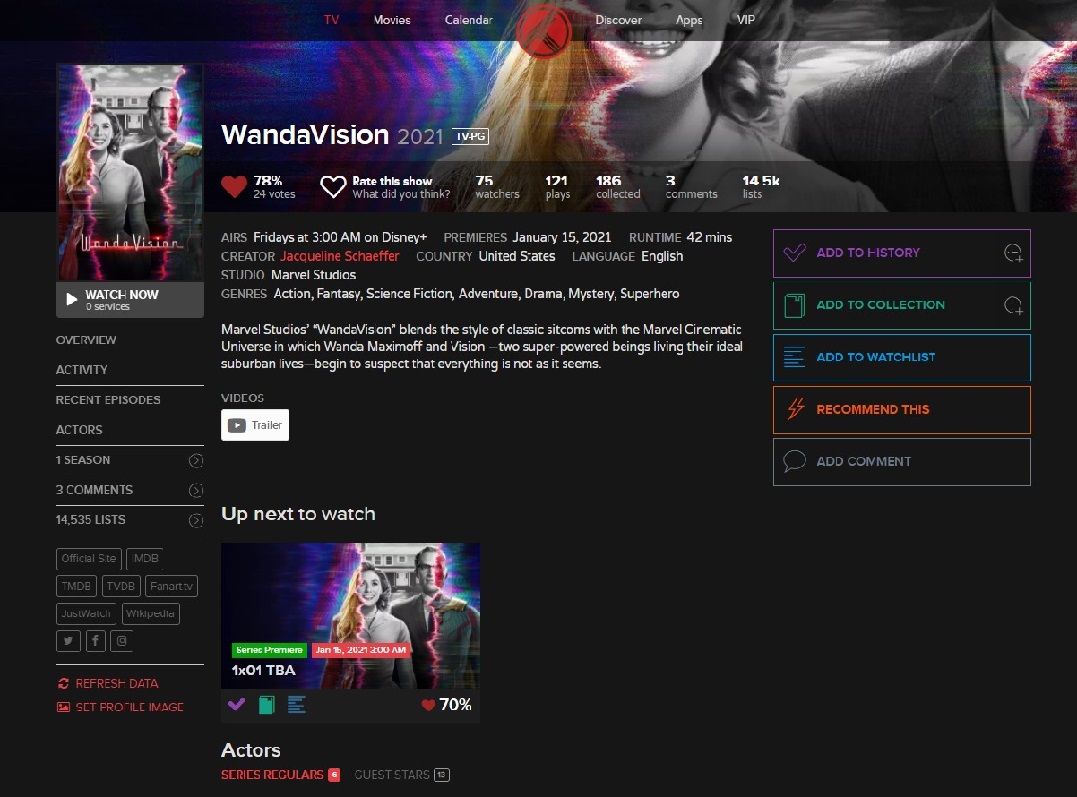 TV Movies Calendar Discover Apps VIP
WandaVision 2021 TV-PG
78% Rate this show 75 121 186 3 14.5k
24 votes What did you think? watchers plays collected comments lists
WandaVision
WATCH NOW
0 services
OVERVIEW
ACTIVITY
RECENT EPISODES
ACTORS
1 SEASON
3 COMMENTS
14,535 LISTS
Official Site IMDB
TMDB TVDB Fanart.tv
JustWatch Wikipedia
REFRESH DATA
SET PROFILE IMAGE
AIRS Fridays at 3:00 AM on Disney+ PREMIERES January 15, 2021 RUNTIME 42 mins
CREATOR Jacqueline Schaeffer COUNTRY United States LANGUAGE English
STUDIO Marvel Studios
GENRES Action, Fantasy, Science Fiction, Adventure, Drama, Mystery, Superhero
Marvel Studios' "WandaVision" blends the style of classic sitcoms with the Marvel Cinematic
Universe in which Wanda Maximoff and Vision —two super-powered beings living their ideal
suburban lives—begin to suspect that everything is not as it seems.
VIDEOS
Trailer
ADD TO HISTORY
ADD TO COLLECTION
ADD TO WATCHLIST
RECOMMEND THIS
ADD COMMENT
Up next to watch
Series Premiere Jan 15, 2021 3:00 AM
1x01 TBA
70%
Actors
SERIES REGULARS 6 GUEST STARS 13